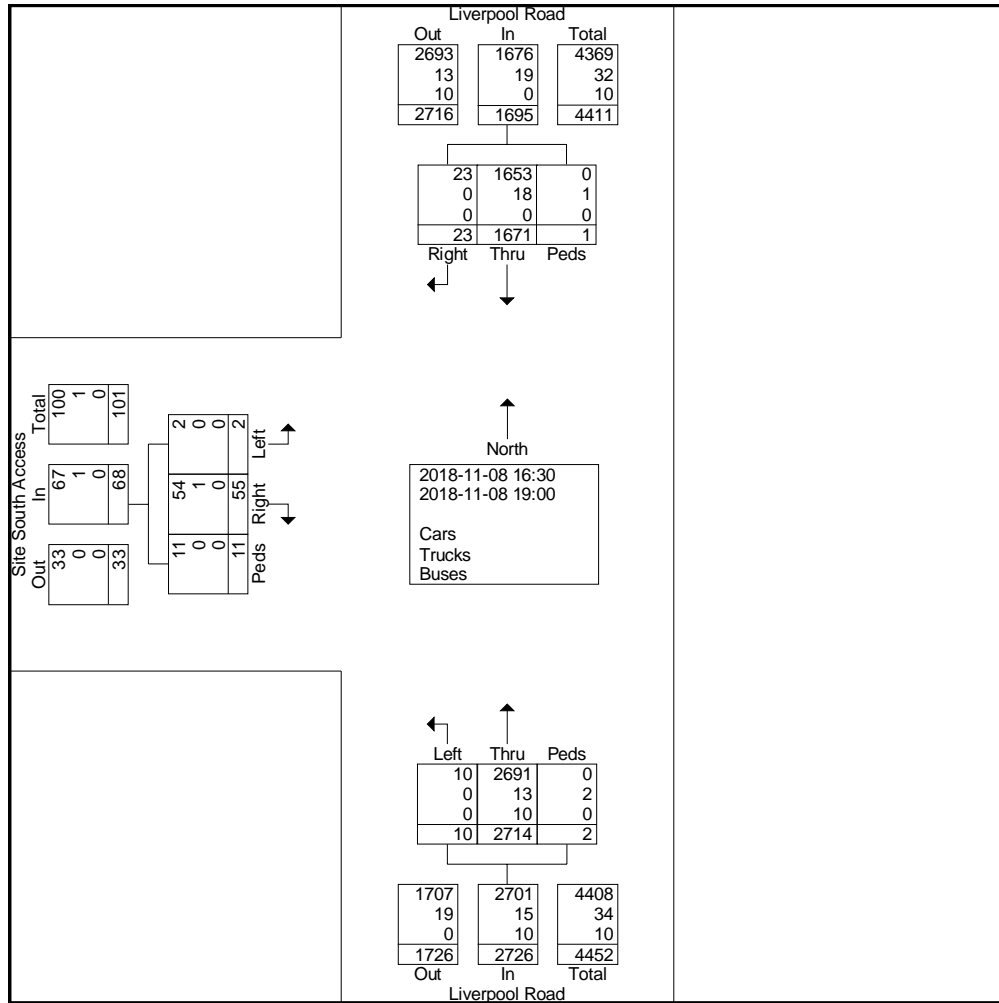 Liverpool Road
Out In Total
2693 1676 4369
13 19 32
10 0 10
2716 1695 4411
23 1653 0
0 18 1
0 0 0
23 1671 1
Right Thru Peds
Site South Access
Out In Total
33 67 100
0 1 1
0 0 0
33 68 101
11 54 2
0 1 0
0 0 0
11 55 2
Peds Right Left
North
2018-11-08 16:30
2018-11-08 19:00
Cars
Trucks
Buses
Left Thru Peds
10 2691 0
0 13 2
0 10 0
10 2714 2
1707 2701 4408
19 15 34
0 10 10
1726 2726 4452
Out In Total
Liverpool Road